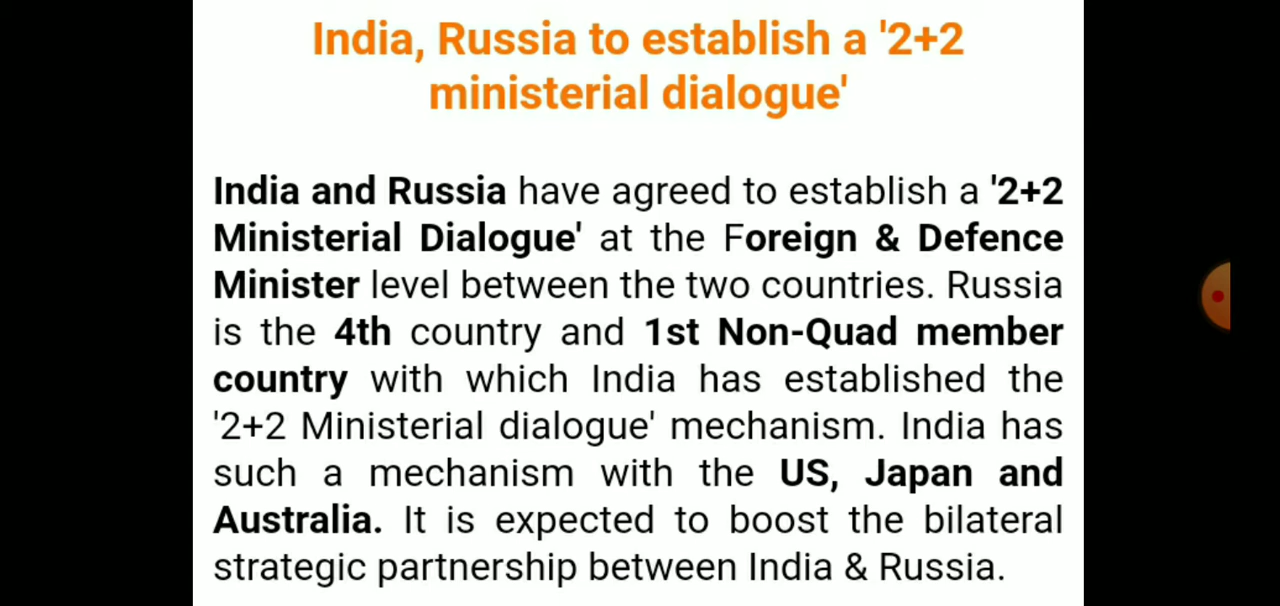 India, Russia to establish a '2+2
ministerial dialogue'
India and Russia have agreed to establish a '2+2
Ministerial Dialogue' at the Foreign & Defence
Minister level between the two countries. Russia
is the 4th country and 1st Non-Quad member
country with which India has established the
'2+2 Ministerial dialogue' mechanism. India has
such a mechanism with the US, Japan and
Australia. It is expected to boost the bilateral
strategic partnership between India & Russia.